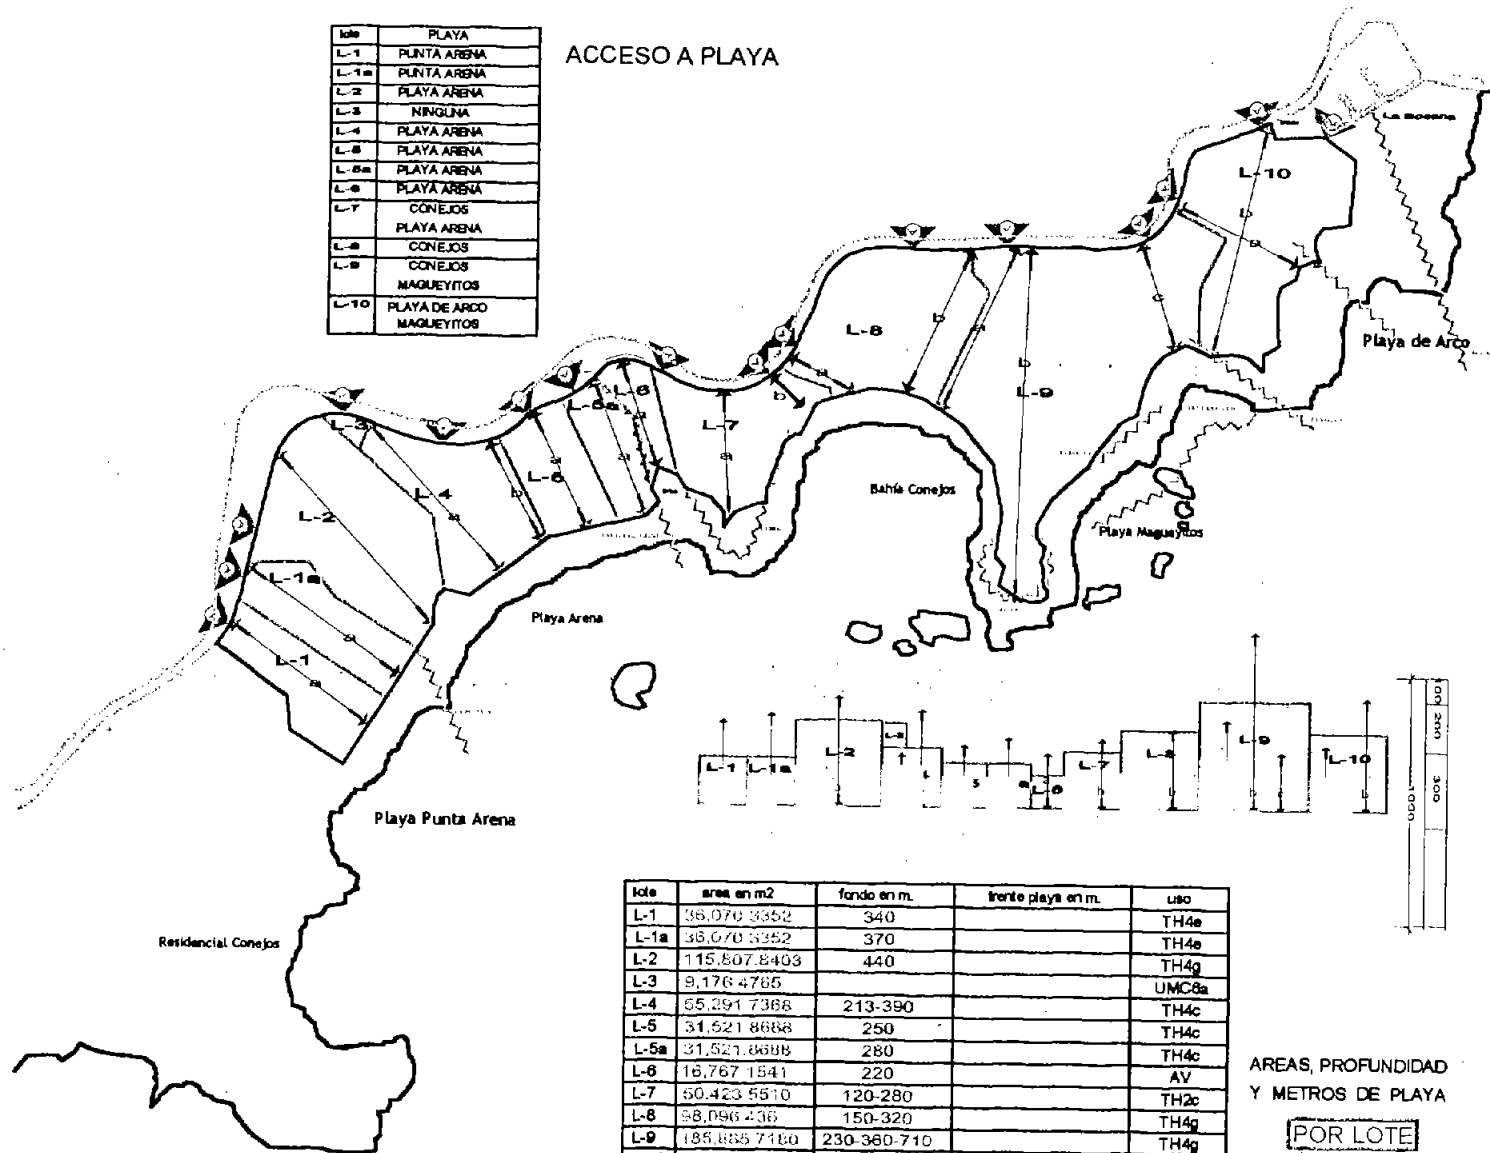 lote PLAYA
L-1 PUNTA ARENA
L-1a PUNTA ARENA
L-2 PLAYA ARENA
L-3 NINGUNA
L-4 PLAYA ARENA
L-5 PLAYA ARENA
L-5a PLAYA ARENA
L-6 PLAYA ARENA
L-7 CONEJOS
PLAYA ARENA
L-8 CONEJOS
L-9 CONEJOS
MAGUEYITOS
L-10 PLAYA DE ARCO
MAGUEYITOS
ACCESO A PLAYA
La Bocana
L-10
b
a
c
Playa de Arco
L-8
b
a
a
b
L-9
L-6
L-5a
b
L-7
a
L-3
L-4
a
b
L-5
a
a
L-2
Bahía Conejos
Playa Magueyitos
L-1a
a
L-1
a
Playa Arena
Playa Punta Arena
Residencial Conejos
L-1 L-1a L-2 L-3 L-6 L-7 L-8 L-9 L-10
100
200
300
1000
lote area en m2 fondo en m. frente playa en m. uso
L-1 36,070.3352 340 TH4e
L-1a 36,070.3352 370 TH4e
L-2 115,807.8403 440 TH4g
L-3 9,176.4765 UMC6a
L-4 55,291.7368 213-390 TH4c
L-5 31,521.8688 250 TH4c
L-5a 31,521.8688 280 TH4c
L-6 16,767.1541 220 AV
L-7 50,423.5510 120-280 TH2c
L-8 98,096.436 150-320 TH4g
L-9 185,885.7180 230-360-710 TH4g
AREAS, PROFUNDIDAD
Y METROS DE PLAYA
POR LOTE